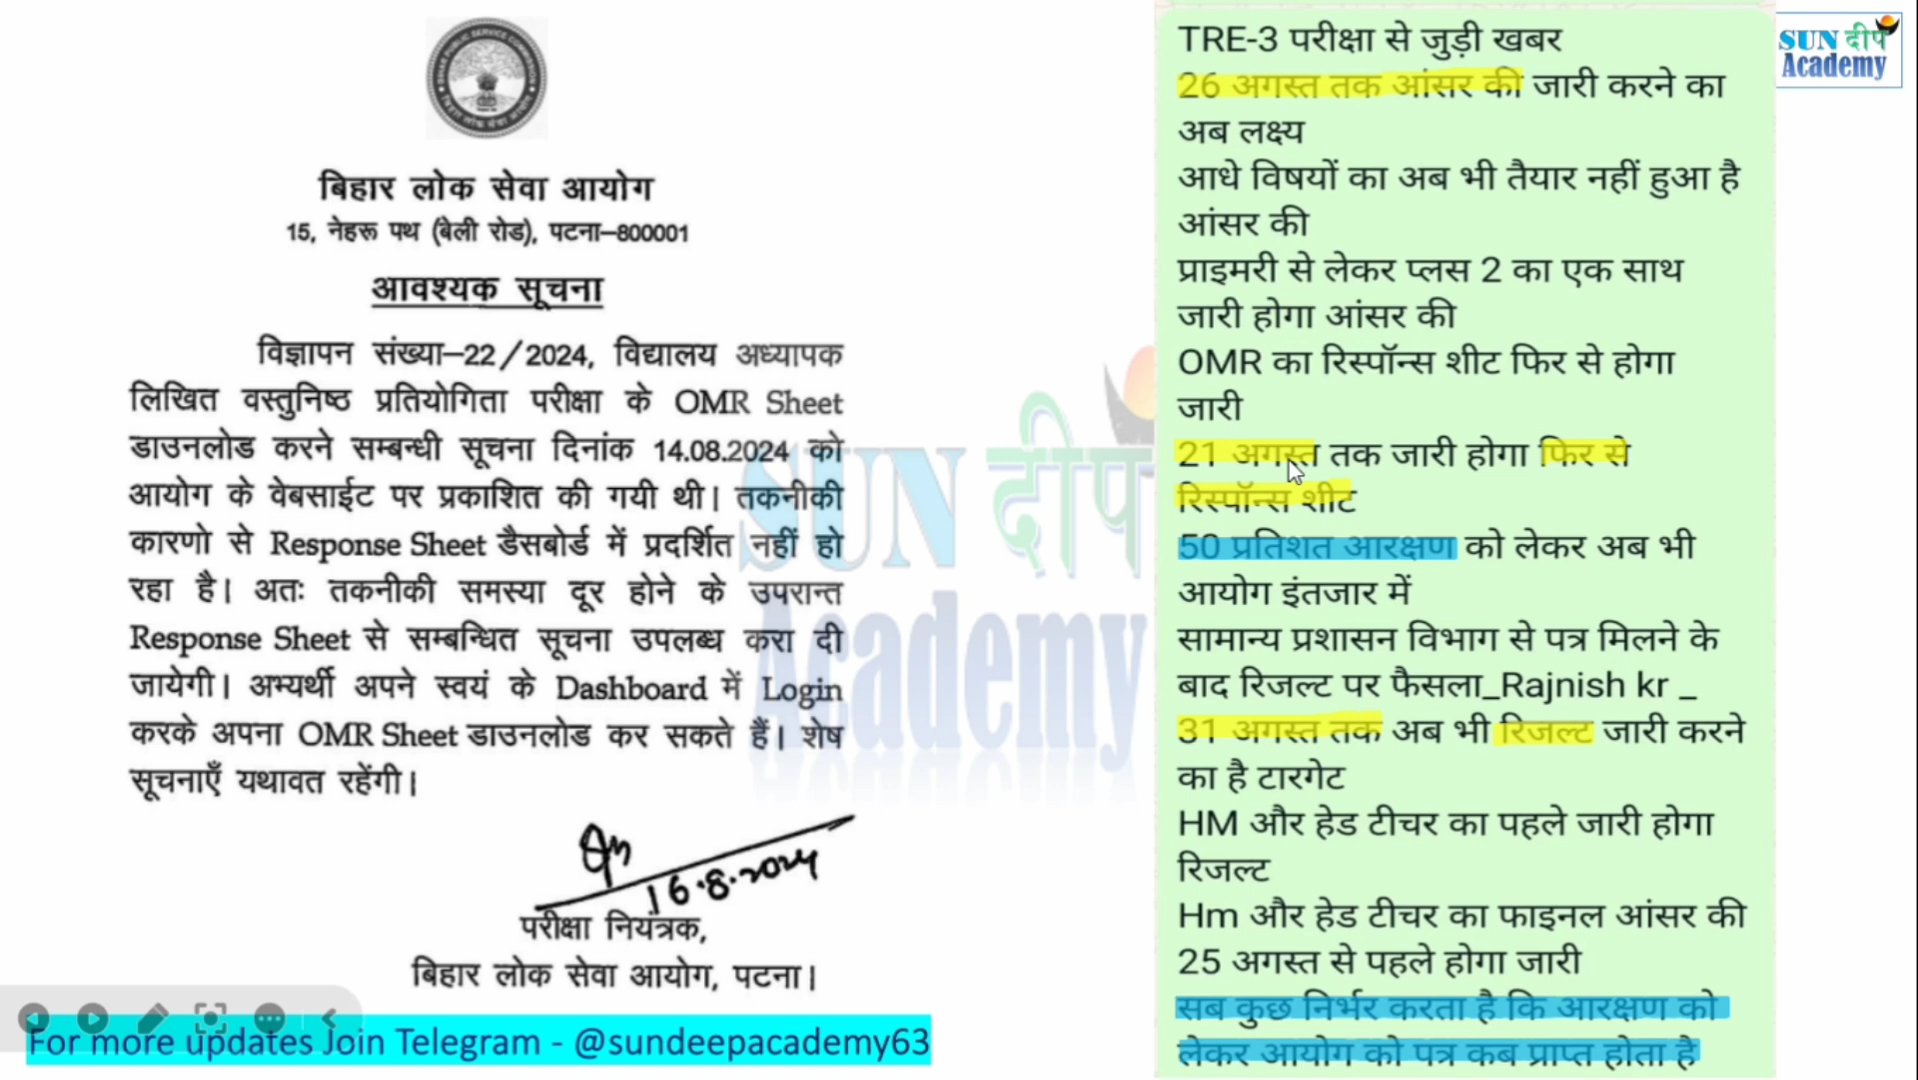 बिहार लोक सेवा आयोग
15, नेहरू पथ (बेली रोड), पटना–800001
आवश्यक सूचना
विज्ञापन संख्या–22/2024, विद्यालय अध्यापक
लिखित वस्तुनिष्ठ प्रतियोगिता परीक्षा के OMR Sheet
डाउनलोड करने सम्बन्धी सूचना दिनांक 14.08.2024 को
आयोग के वेबसाईट पर प्रकाशित की गयी थी। तकनीकी
कारणो से Response Sheet डैसबोर्ड में प्रदर्शित नहीं हो
रहा है। अतः तकनीकी समस्या दूर होने के उपरान्त
Response Sheet से सम्बन्धित सूचना उपलब्ध करा दी
जायेगी। अभ्यर्थी अपने स्वयं के Dashboard में Login
करके अपना OMR Sheet डाउनलोड कर सकते हैं। शेष
सूचनाएँ यथावत रहेंगी।
16.8.2024
परीक्षा नियंत्रक,
बिहार लोक सेवा आयोग, पटना।
For more updates Join Telegram - @sundeepacademy63
TRE-3 परीक्षा से जुड़ी खबर
26 अगस्त तक आंसर की जारी करने का
अब लक्ष्य
आधे विषयों का अब भी तैयार नहीं हुआ है
आंसर की
प्राइमरी से लेकर प्लस 2 का एक साथ
जारी होगा आंसर की
OMR का रिस्पॉन्स शीट फिर से होगा
जारी
21 अगस्त तक जारी होगा फिर से
रिस्पॉन्स शीट
50 प्रतिशत आरक्षण को लेकर अब भी
आयोग इंतजार में
सामान्य प्रशासन विभाग से पत्र मिलने के
बाद रिजल्ट पर फैसला_Rajnish kr _
31 अगस्त तक अब भी रिजल्ट जारी करने
का है टारगेट
HM और हेड टीचर का पहले जारी होगा
रिजल्ट
Hm और हेड टीचर का फाइनल आंसर की
25 अगस्त से पहले होगा जारी
सब कुछ निर्भर करता है कि आरक्षण को
लेकर आयोग को पत्र कब प्राप्त होता है
SUN दीप
Academy
SUN दीप
Academy